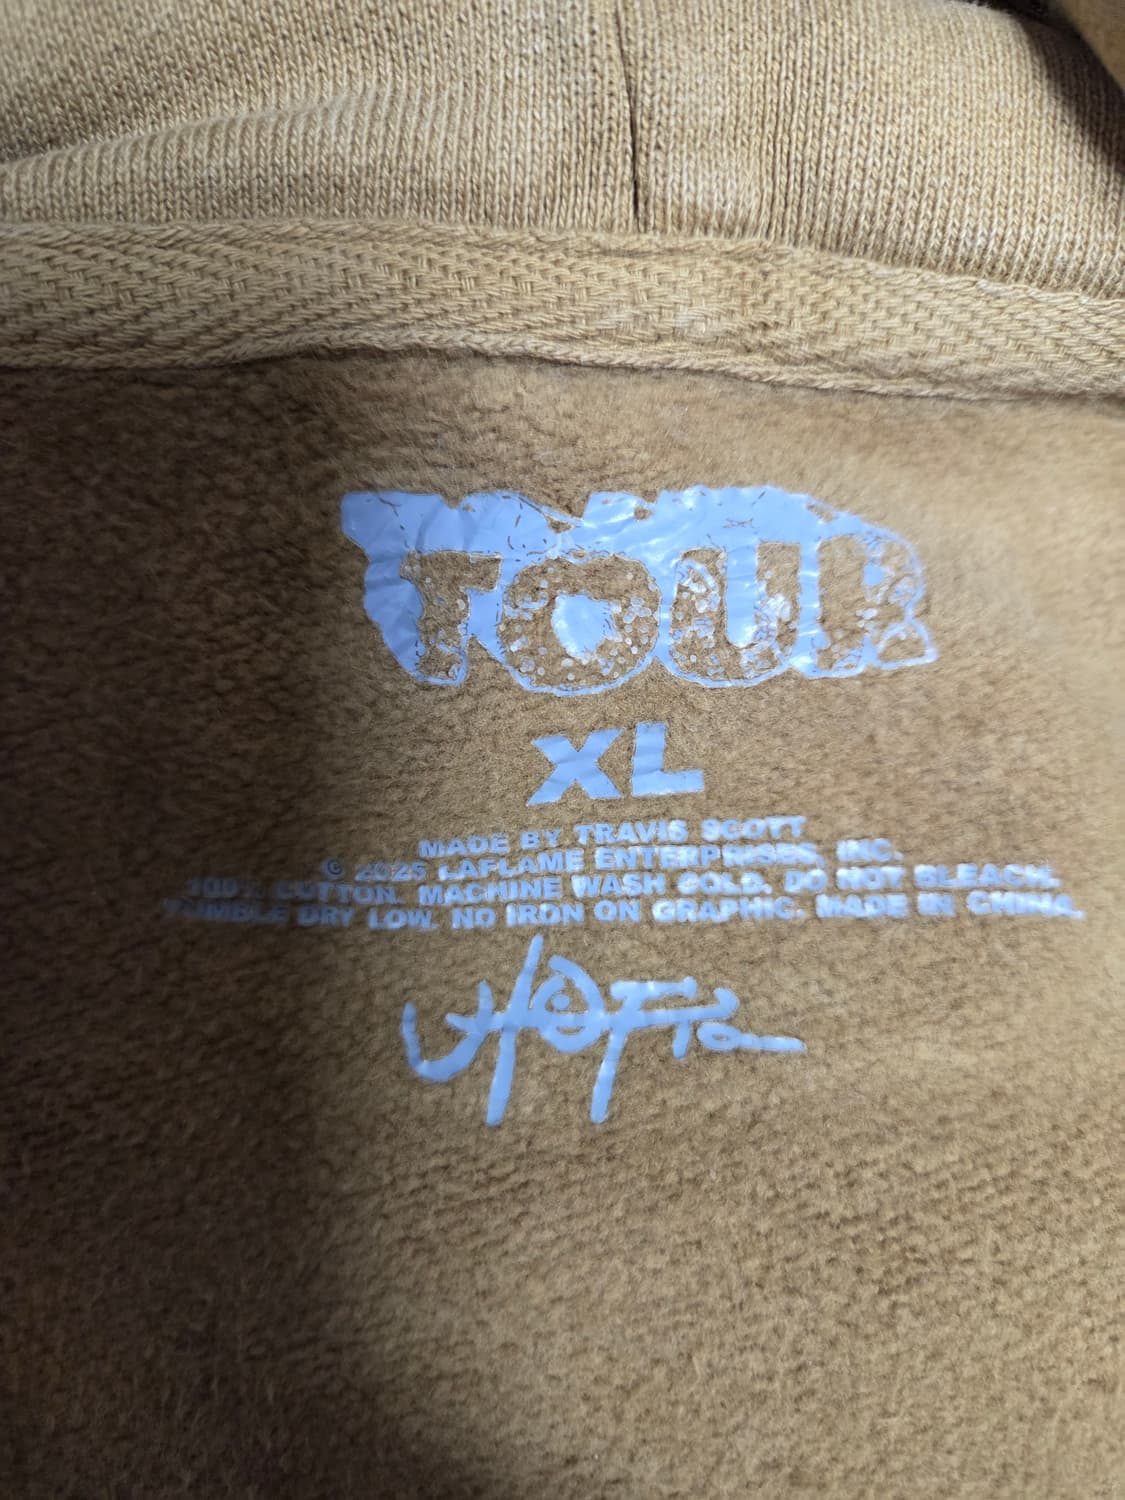 TOUR
XL
MADE BY TRAVIS SCOTT
© 2025 LAFLAME ENTERPRISES, INC.
100% COTTON. MACHINE WASH COLD. DO NOT BLEACH.
TUMBLE DRY LOW. NO IRON ON GRAPHIC. MADE IN CHINA.
UTOPIA